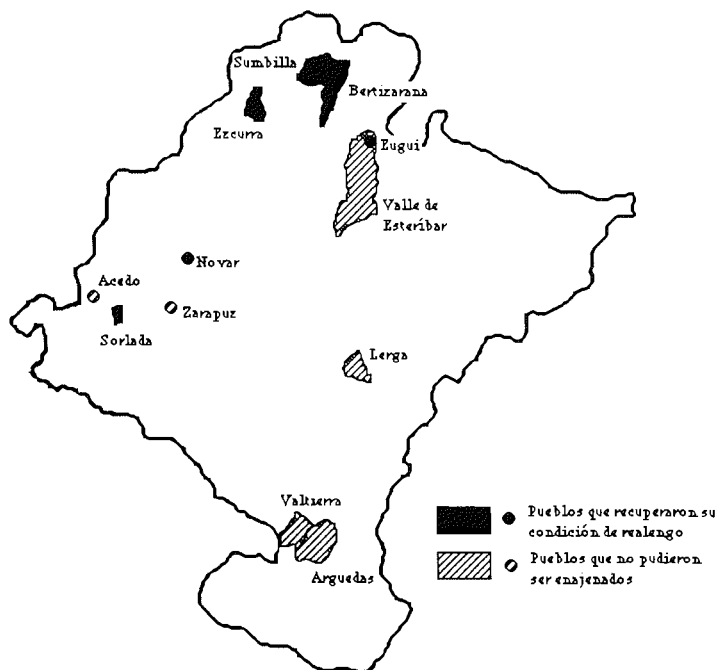 Sumbilla
Bertizarana
Ezcurra
Eugui
Valle de
Esteríbar
Novar
Acedo
Zarapuz
Sorlada
Lerga
Valtierra
Pueblos que recuperaron su
condición de realengo
Pueblos que no pudieron
ser enajenados
Arguedas